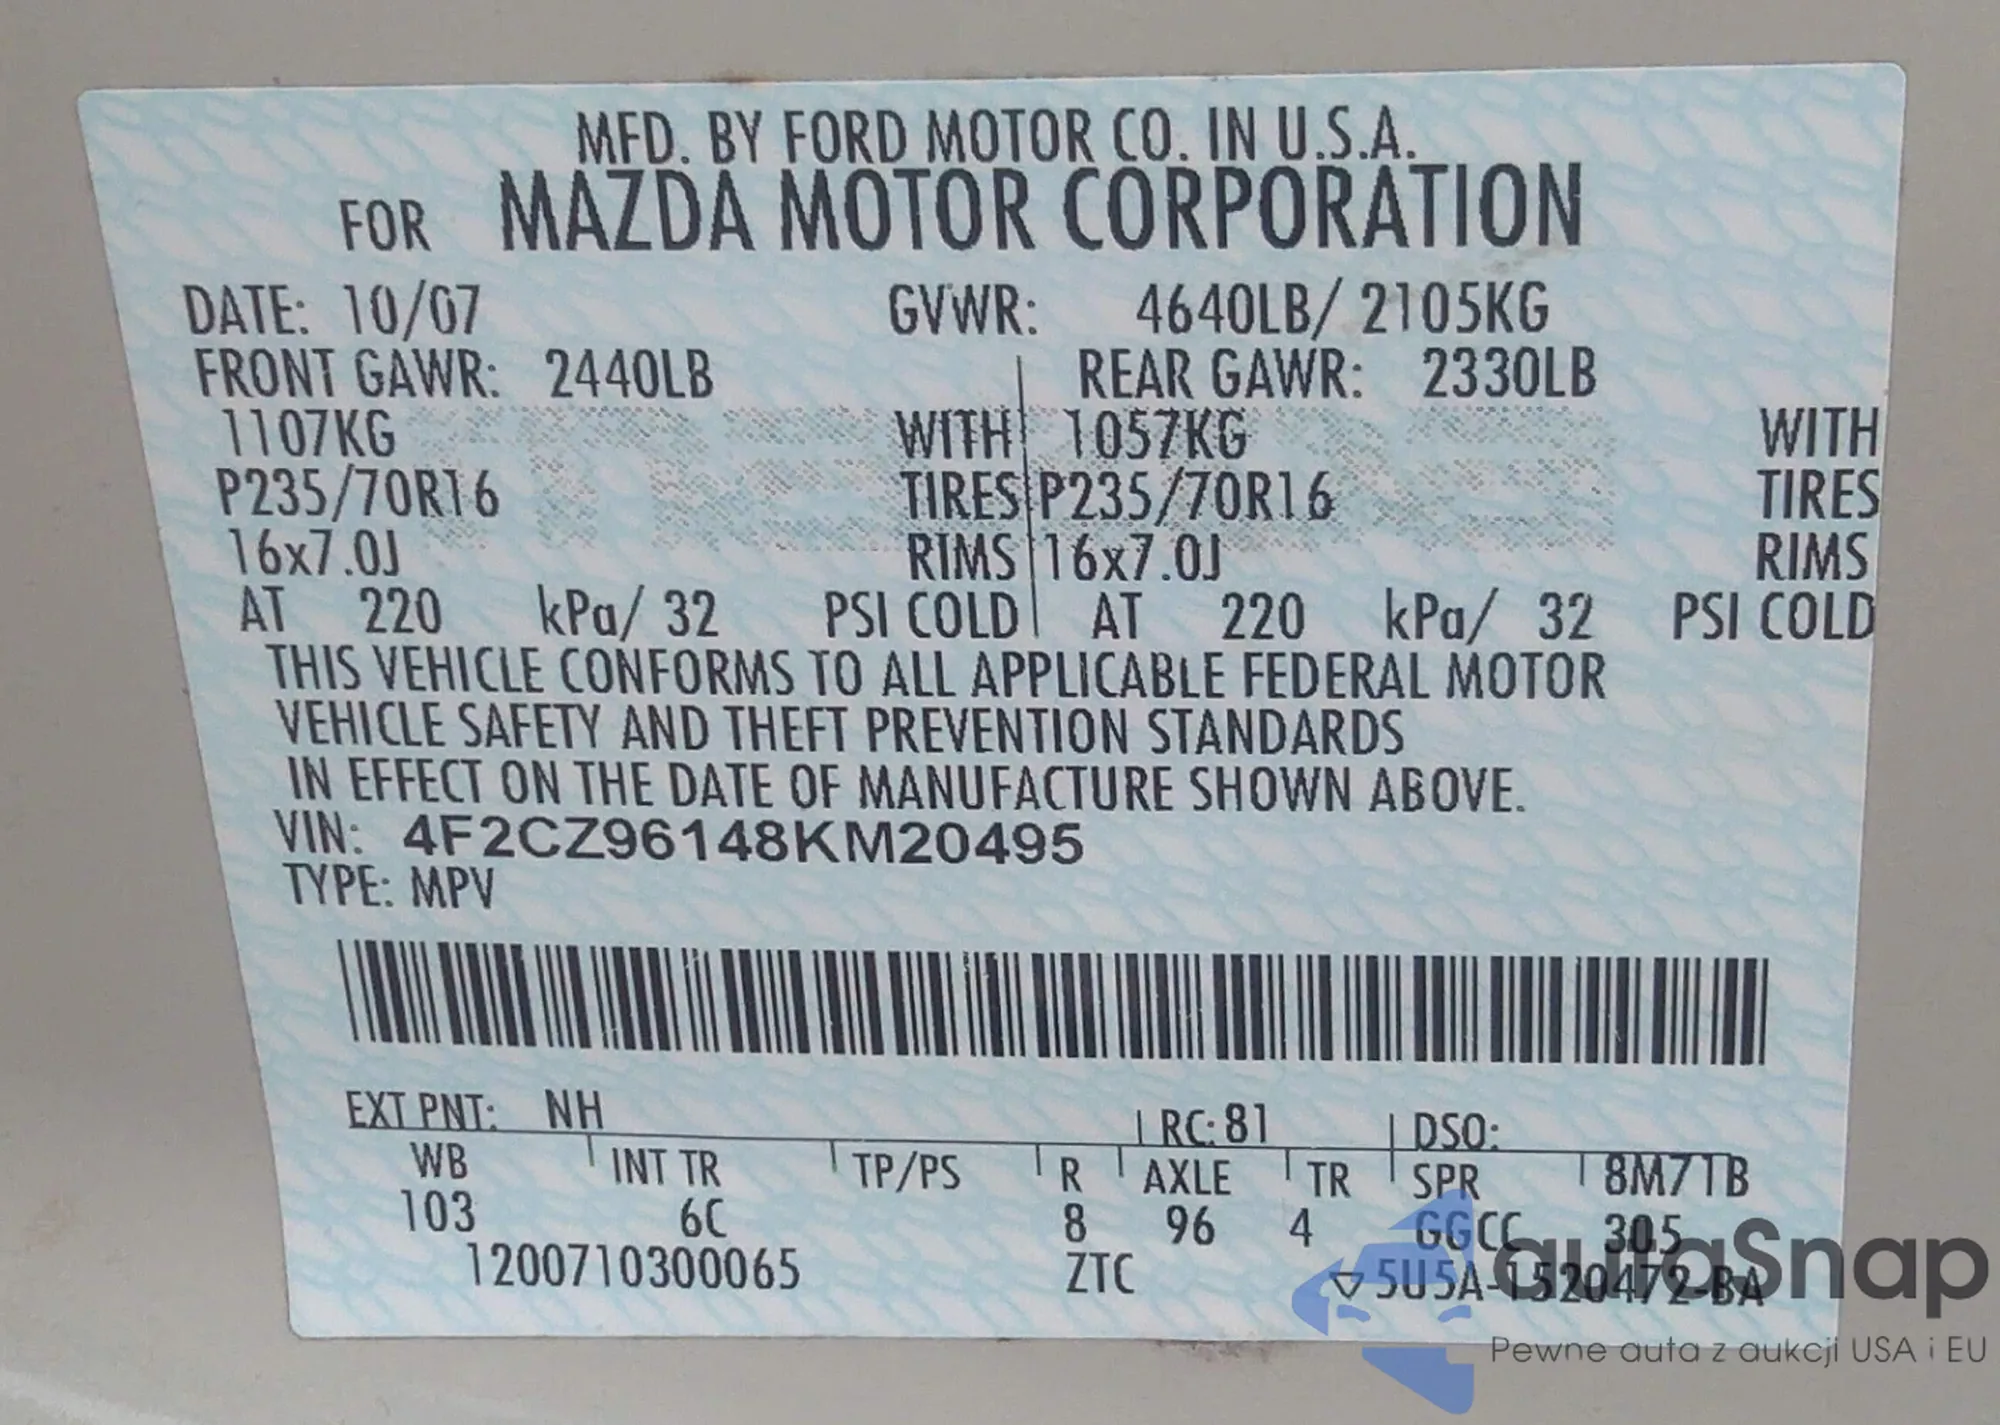 MFD. BY FORD MOTOR CO. IN U.S.A.
FOR MAZDA MOTOR CORPORATION
DATE: 10/07 GVWR: 4640LB/ 2105KG
FRONT GAWR: 2440LB REAR GAWR: 2330LB
1107KG WITH 1057KG WITH
P235/70R16 TIRES P235/70R16 TIRES
16x7.0J RIMS 16x7.0J RIMS
AT 220 kPa/ 32 PSI COLD AT 220 kPa/ 32 PSI COLD
THIS VEHICLE CONFORMS TO ALL APPLICABLE FEDERAL MOTOR
VEHICLE SAFETY AND THEFT PREVENTION STANDARDS
IN EFFECT ON THE DATE OF MANUFACTURE SHOWN ABOVE.
VIN: 4F2CZ96148KM20495
TYPE: MPV
EXT PNT: NH RC: 81 DSO:
WB INT TR TP/PS R AXLE TR SPR 8M71B
103 6C 8 96 4 GGCC 305
1200710300065 ZTC 5U5A-1520472-BA
autaSnap
Pewne auta z aukcji USA i EU